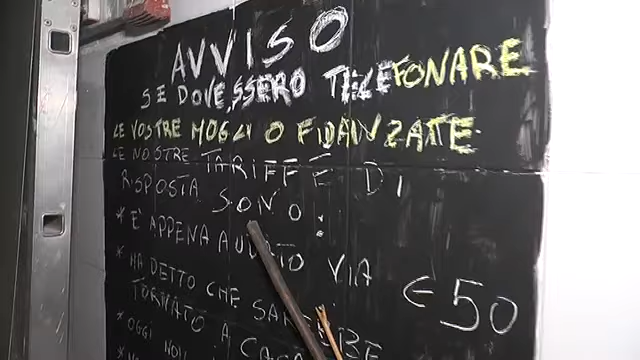 AVVISO
SE DOVESSERO TELEFONARE
LE VOSTRE MOGLI O FIDANZATE
LE NOSTRE TARIFFE DI
RISPOSTA SONO:
* E' APPENA ANDATO VIA
€50
* HA DETTO CHE SAREBBE
TORNATO A CASA
* OGGI NON